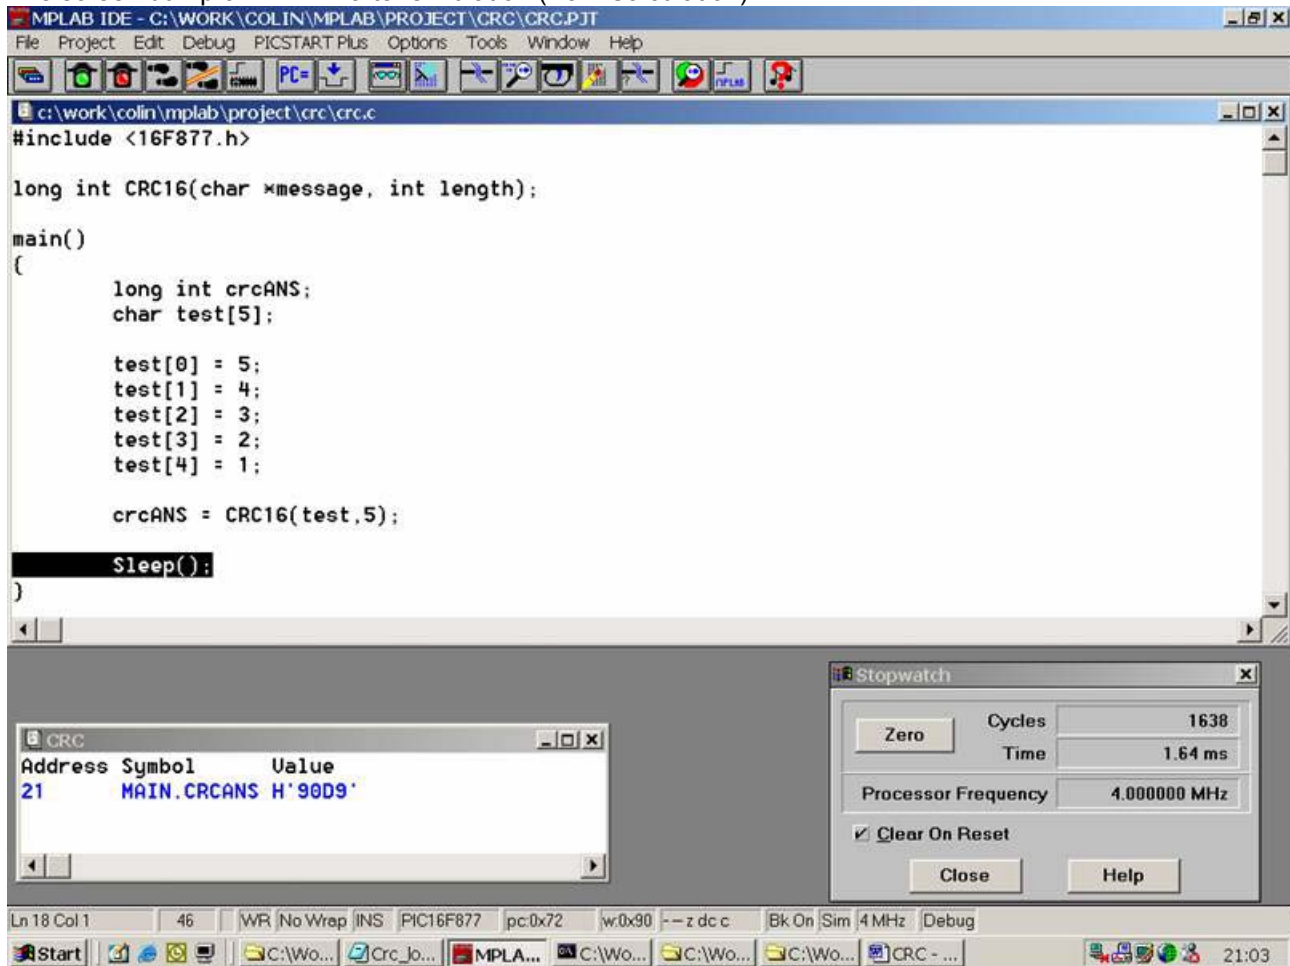 MPLAB IDE - C:\WORK\COLIN\MPLAB\PROJECT\CRC\CRC.PJT
File Project Edit Debug PICSTART Plus Options Tools Window Help
PC=
MPLAB
c:\work\colin\mplab\project\crc\crc.c
#include <16F877.h>
long int CRC16(char *message, int length);
main()
{
long int crcANS;
char test[5];
test[0] = 5;
test[1] = 4;
test[2] = 3;
test[3] = 2;
test[4] = 1;
crcANS = CRC16(test,5);
Sleep();
}
Stopwatch
Zero
Cycles 1638
Time 1.64 ms
Processor Frequency 4.000000 MHz
Clear On Reset
Close Help
CRC
Address Symbol Value
21 MAIN.CRCANS H'90D9'
Ln 18 Col 1 46 WR No Wrap INS PIC16F877 pc:0x72 w:0x90 --- z dc c Bk On Sim 4 MHz Debug
Start C:\Wo... Crc_Jo... MPLA... C:\Wo... C:\Wo... C:\Wo... CRC - ... 21:03